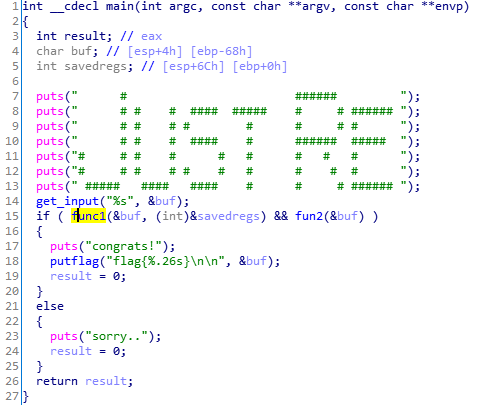 1 int __cdecl main(int argc, const char **argv, const char **envp)
2 {
3   int result; // eax
4   char buf; // [esp+4h] [ebp-68h]
5   int savedregs; // [esp+6Ch] [ebp+0h]
6
7   puts("      #                        ######         ");
8   puts("      # #    #  ####  #####    #     # ###### ");
9   puts("      # #    # #        #      #     # #      ");
10   puts("      # #    #  ####    #      ######  #####  ");
11   puts("#     # #    #      #   #      #   #   #      ");
12   puts("#     # #    # #    #   #      #    #  #      ");
13   puts(" #####   ####   ####    #      #     # ###### ");
14   get_input("%s", &buf);
15   if ( func1(&buf, (int)&savedregs) && fun2(&buf) )
16   {
17     puts("congrats!");
18     putflag("flag{%.26s}\n\n", &buf);
19     result = 0;
20   }
21   else
22   {
23     puts("sorry..");
24     result = 0;
25   }
26   return result;
27 }